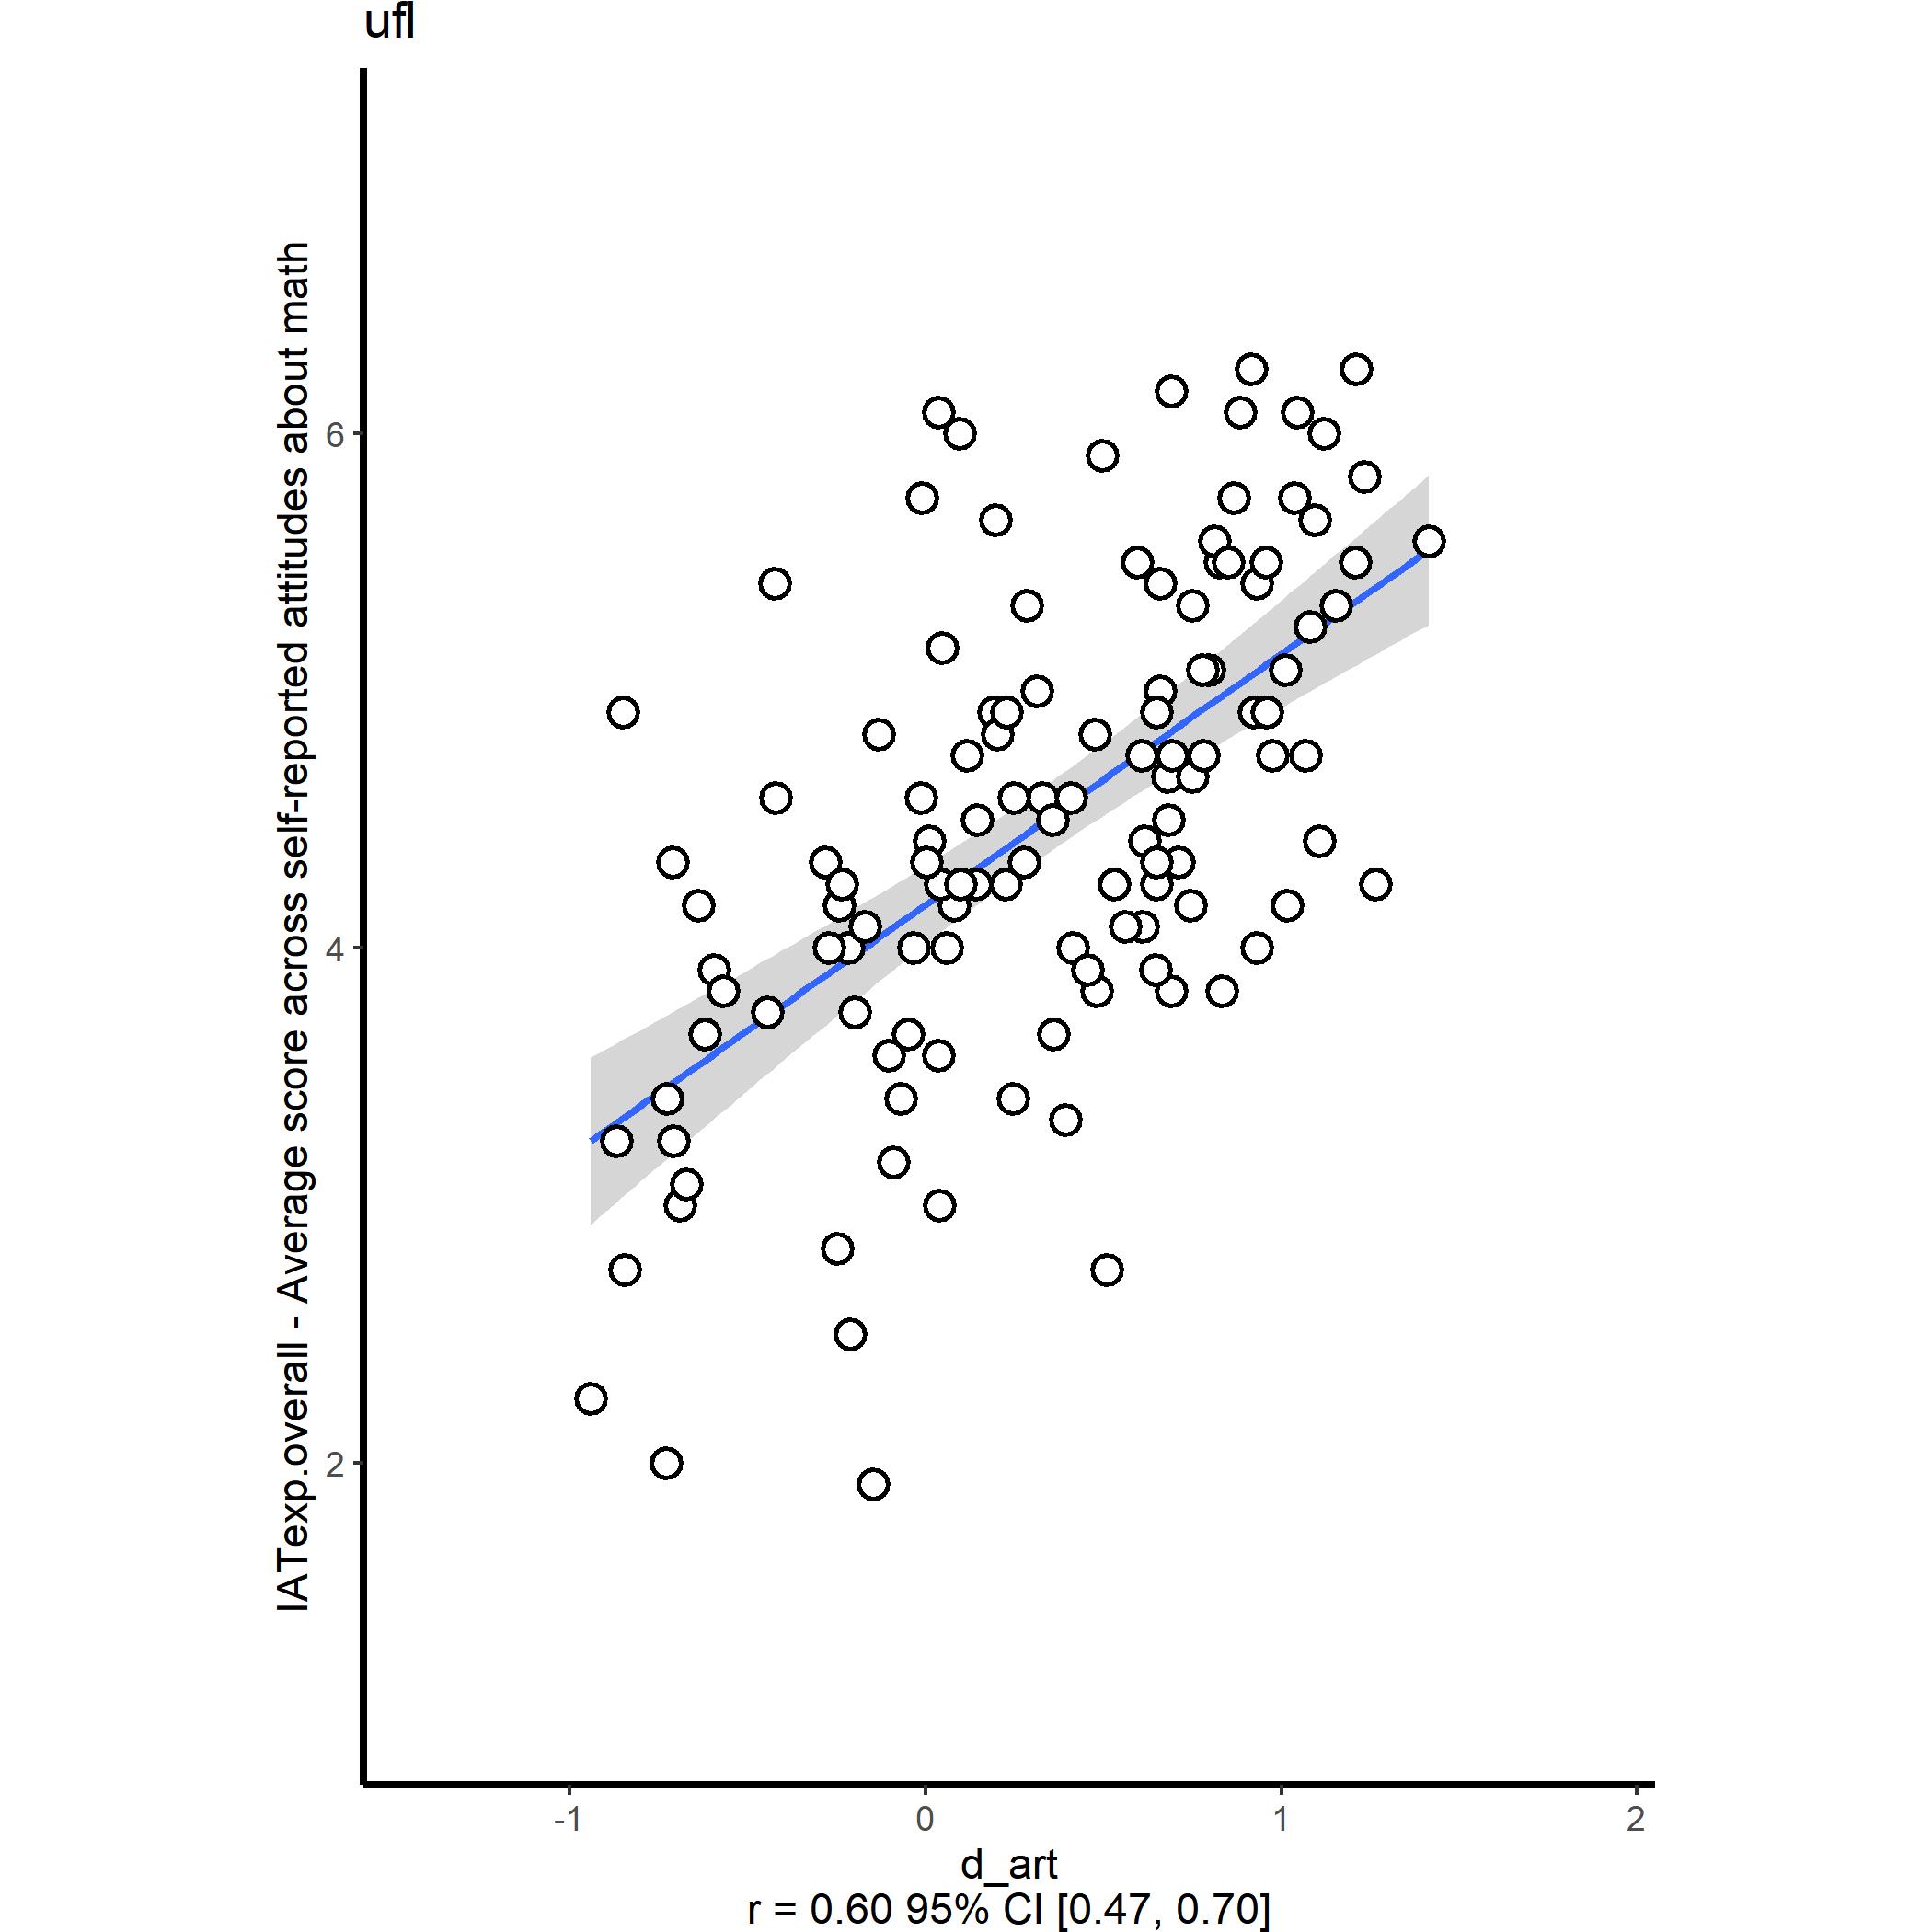 ufl
IATexp.overall - Average score across self-reported attitudes about math
6
4
2
-1
0
1
2
d_art
r = 0.60 95% CI [0.47, 0.70]